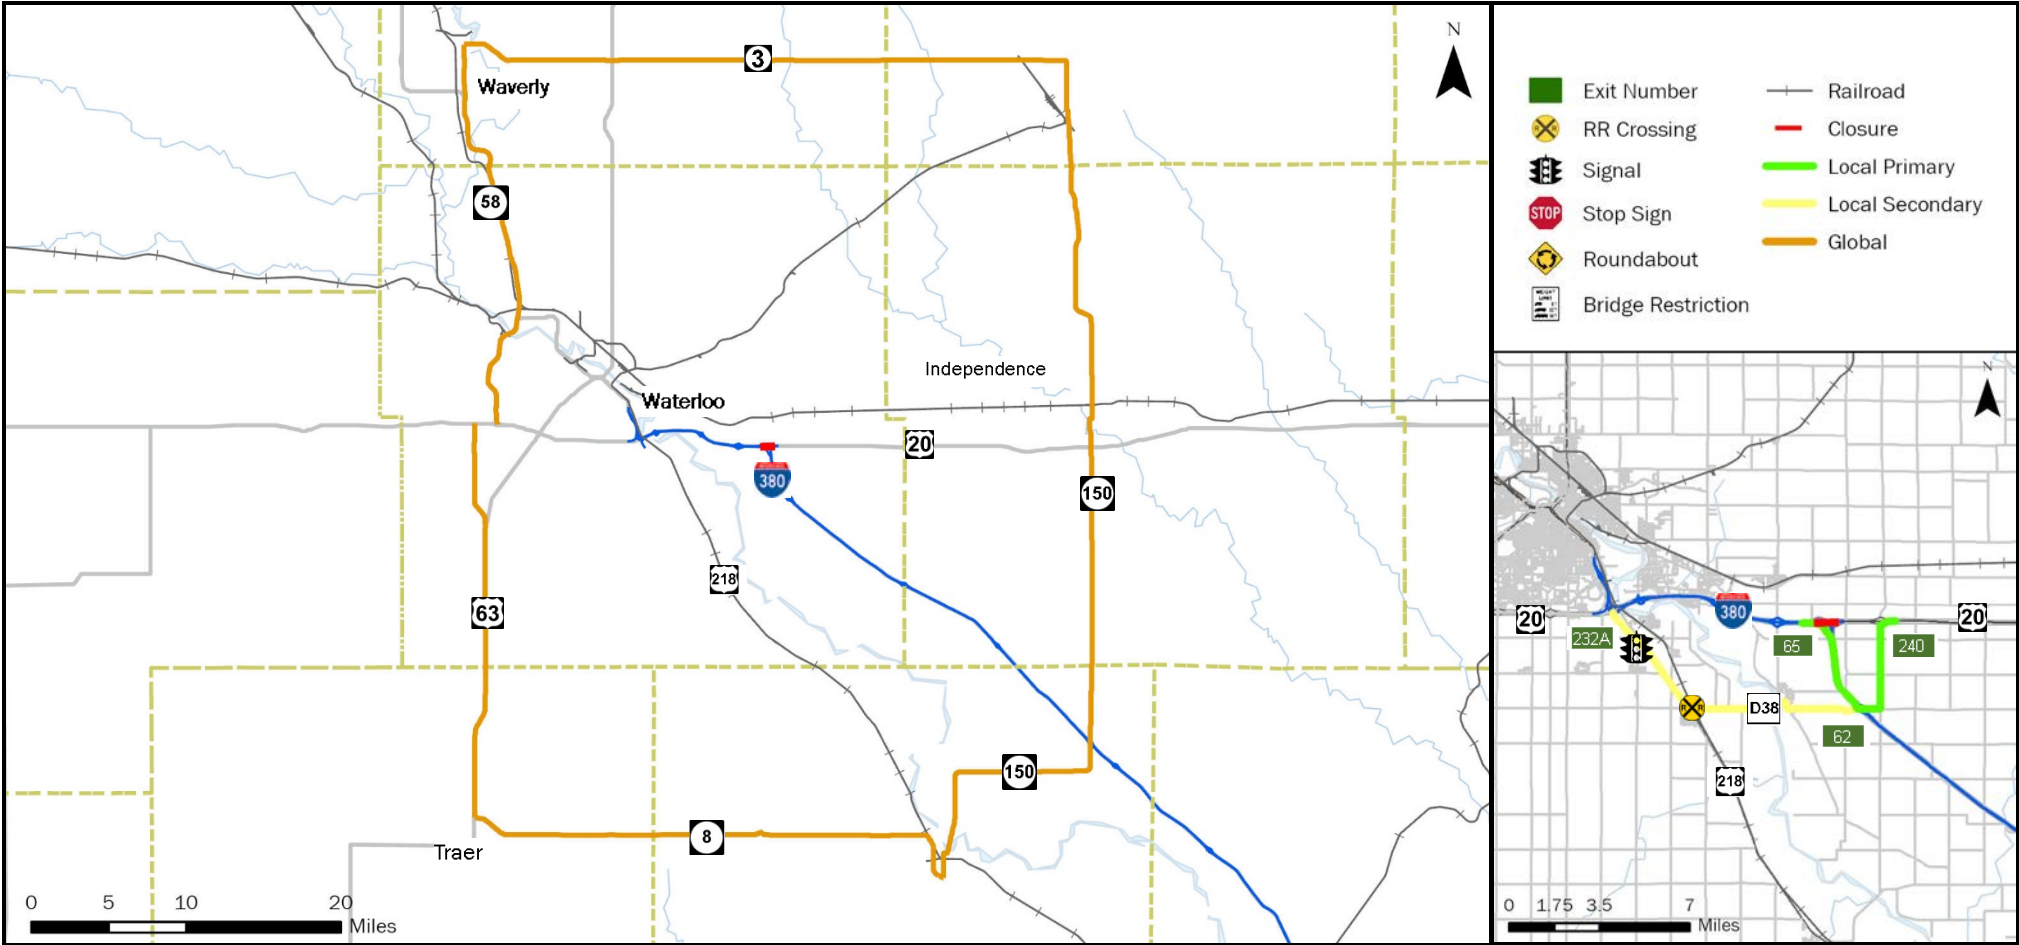 3
N
Waverly
58
Independence
Waterloo
20
380
150
218
63
150
8
Traer
0 5 10 20
Miles
Exit Number
RR Crossing
Signal
STOP Stop Sign
Roundabout
Bridge Restriction
Railroad
Closure
Local Primary
Local Secondary
Global
N
380
20
20
232A
65
240
R R
D38
62
218
0 1.75 3.5 7
Miles